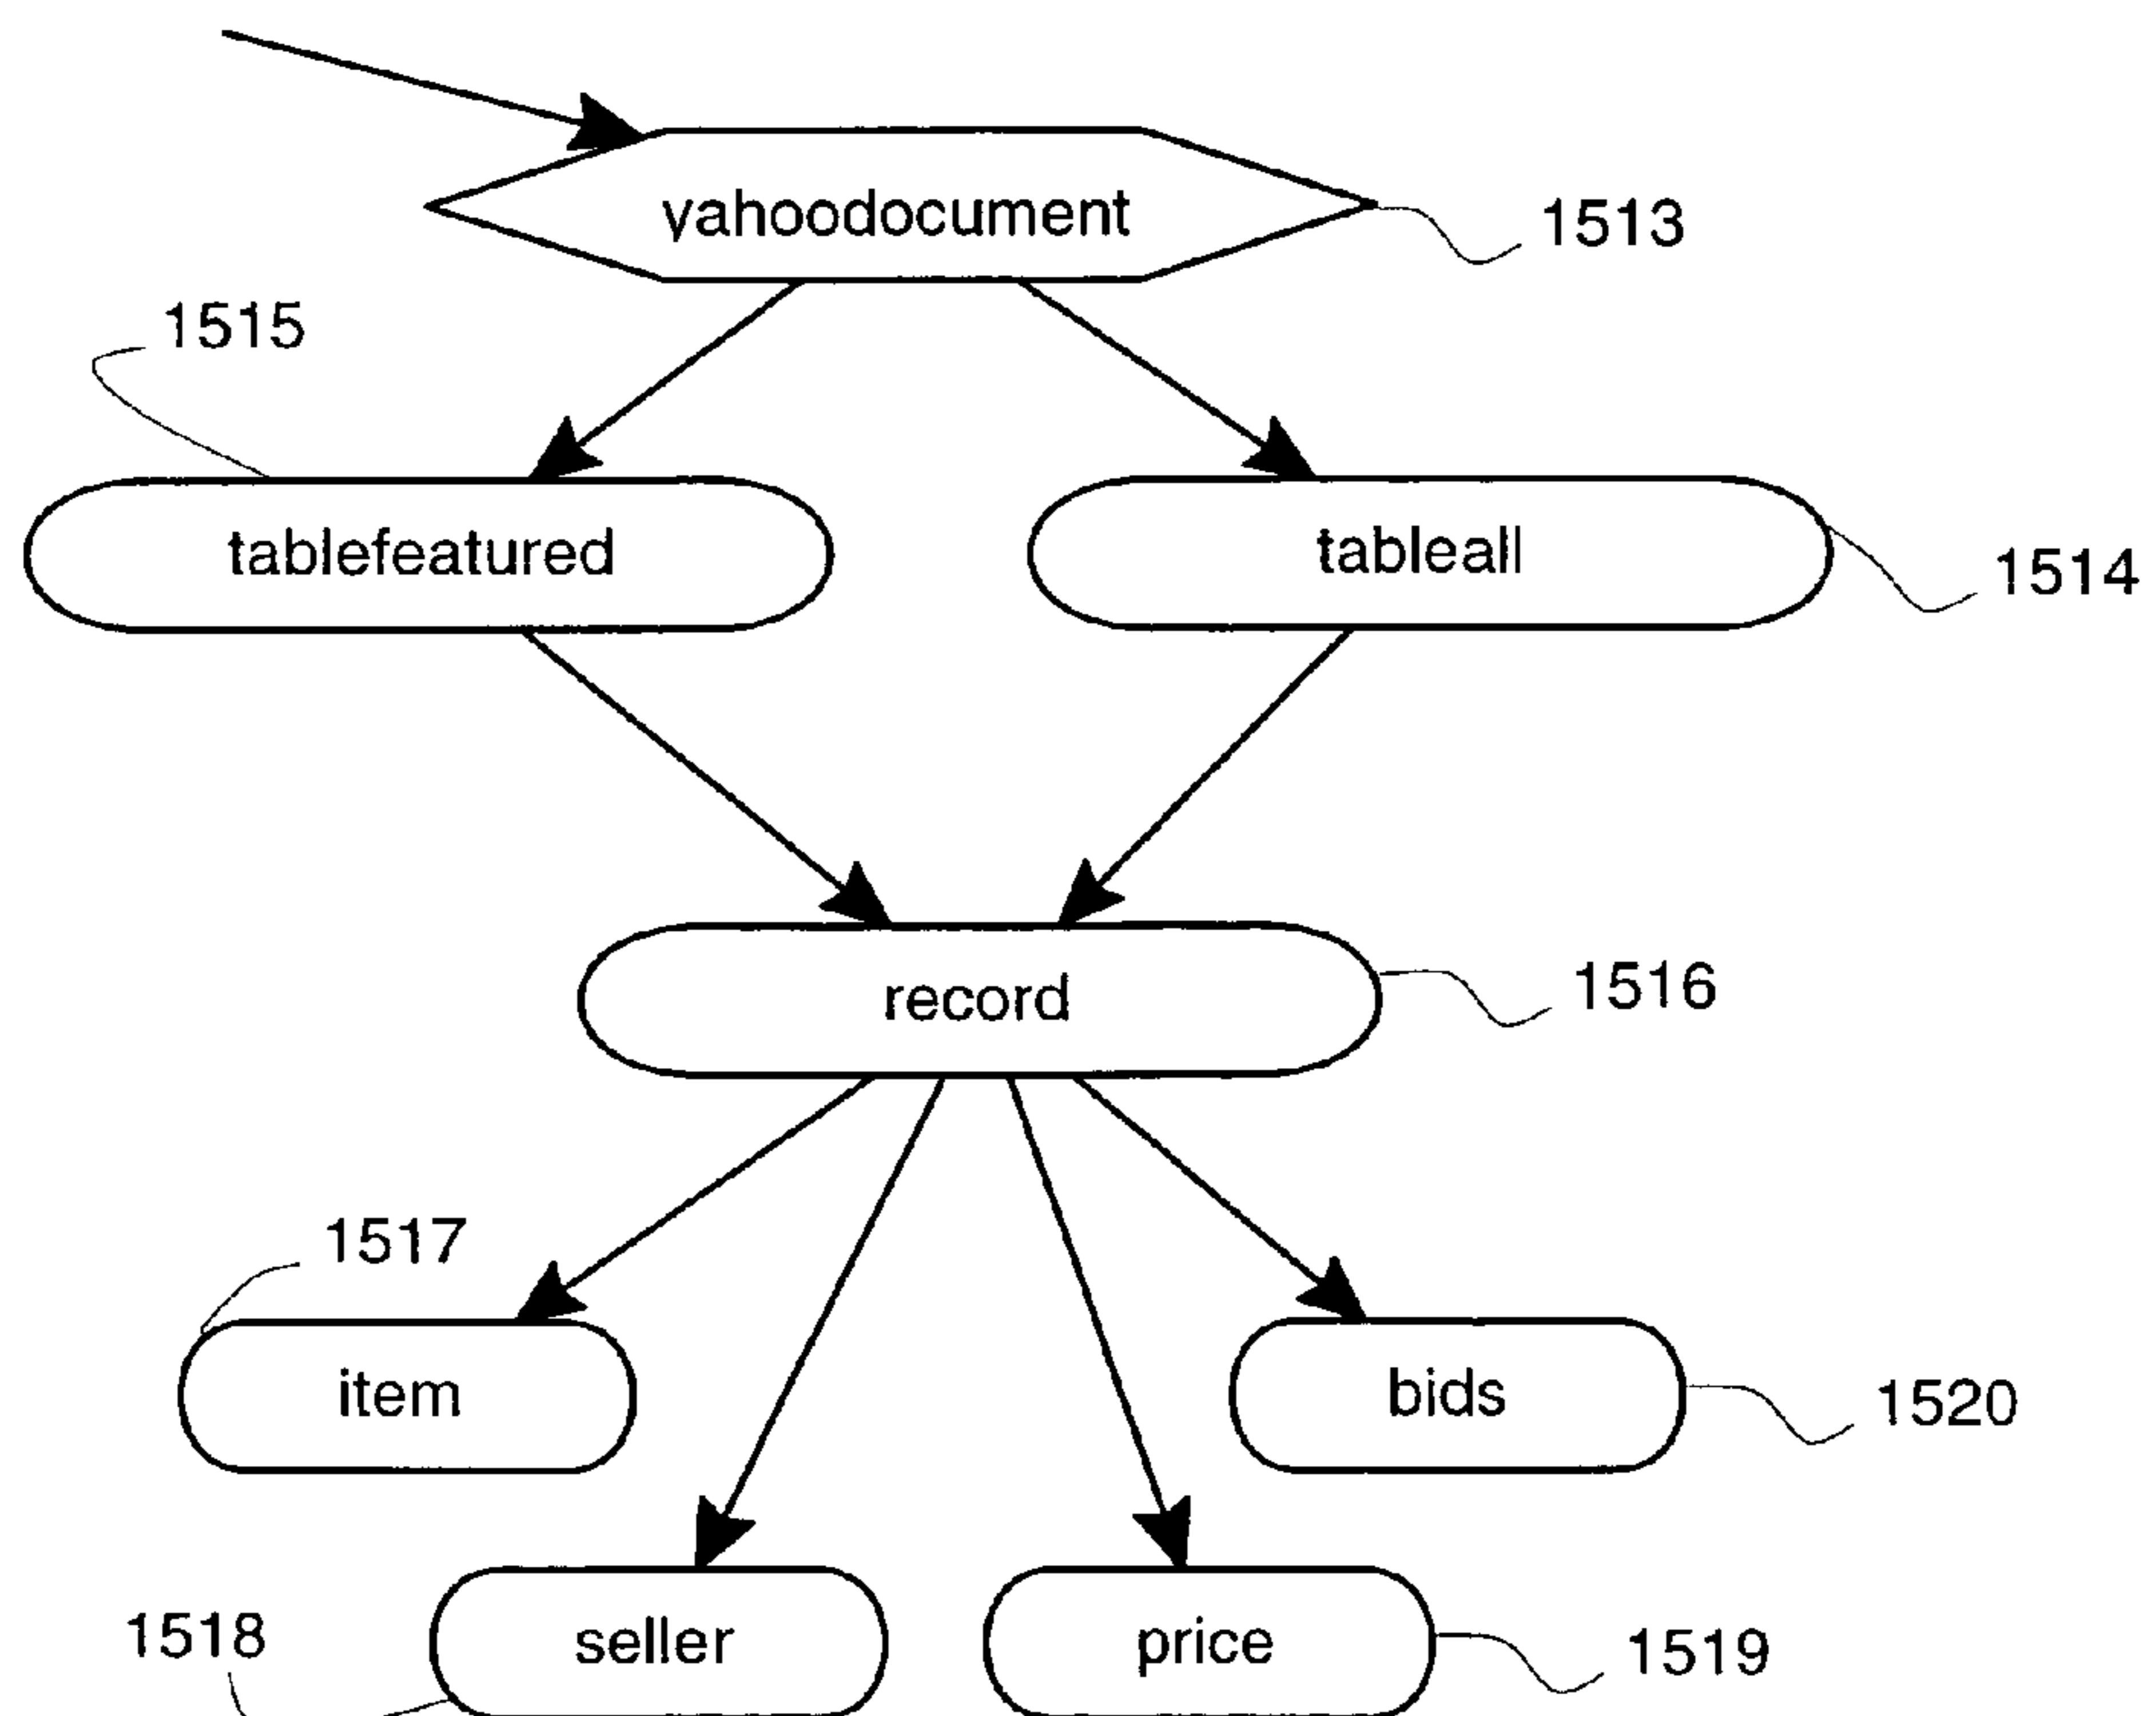 yahoodocument
1513
1515
tablefeatured
tableall
1514
record
1516
1517
item
bids
1520
1518
seller
price
1519